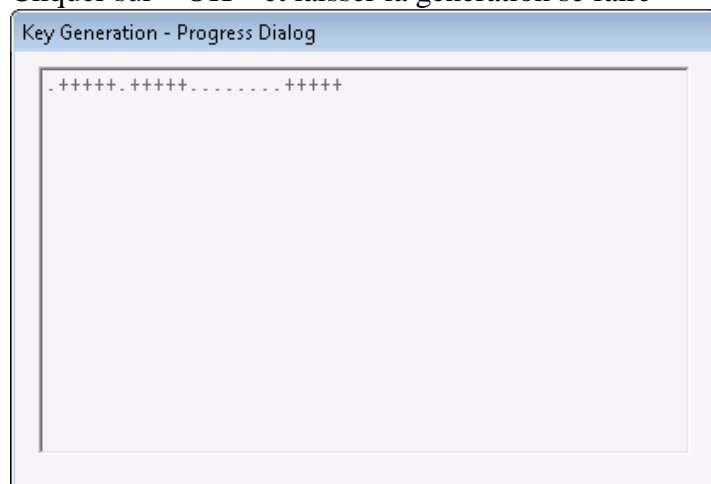 Cliquer sur « OK » et laisser la génération se faire
Key Generation - Progress Dialog
.+++++.+++++........+++++